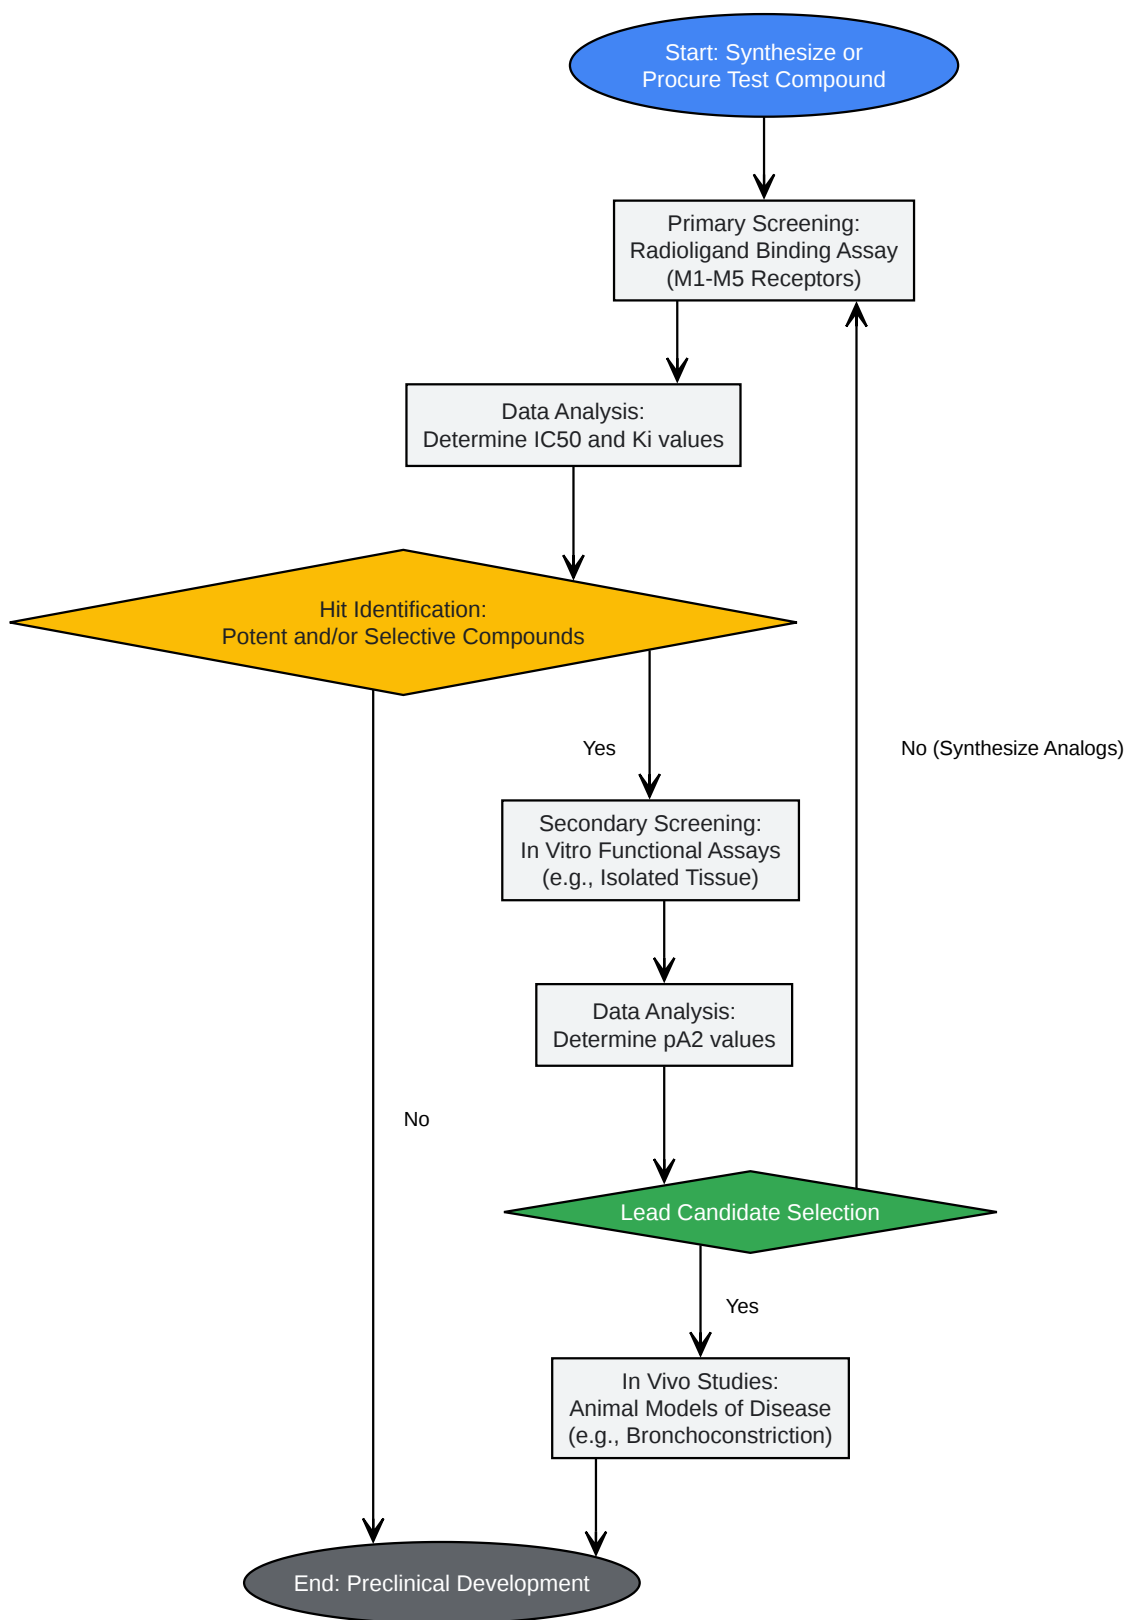 Start: Synthesize or
Procure Test Compound
Primary Screening:
Radioligand Binding Assay
(M1-M5 Receptors)
Data Analysis:
Determine IC50 and Ki values
Hit Identification:
Potent and/or Selective Compounds
Yes
No (Synthesize Analogs)
Secondary Screening:
In Vitro Functional Assays
(e.g., Isolated Tissue)
Data Analysis:
Determine pA2 values
No
Lead Candidate Selection
Yes
In Vivo Studies:
Animal Models of Disease
(e.g., Bronchoconstriction)
End: Preclinical Development